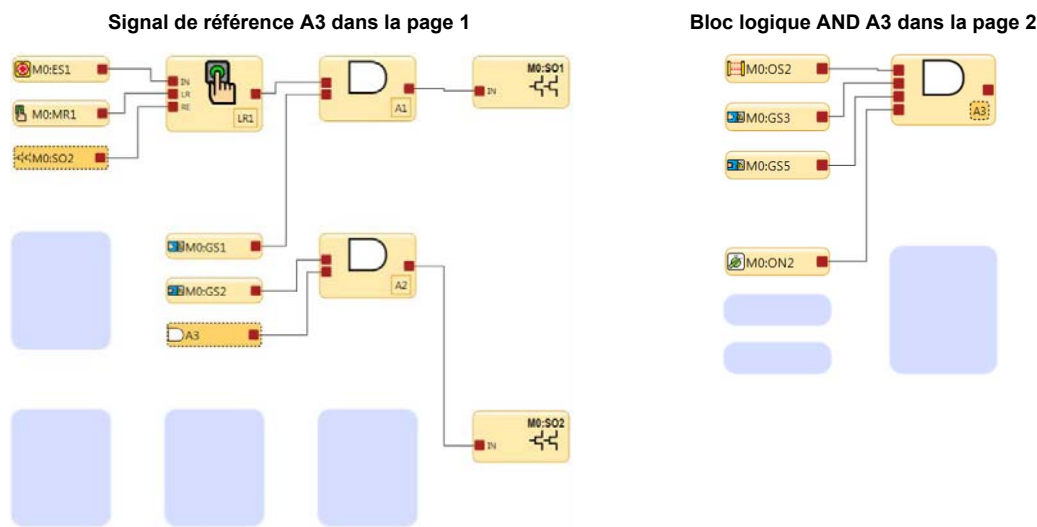 Signal de référence A3 dans la page 1
Bloc logique AND A3 dans la page 2
M0:ES1
M0:MR1
M0:SO2
IN
LR
RE
LR1
A1
M0:SO1
IN
M0:GS1
M0:GS2
A3
A2
M0:SO2
IN
M0:OS2
M0:GS3
M0:GS5
M0:ON2
A3